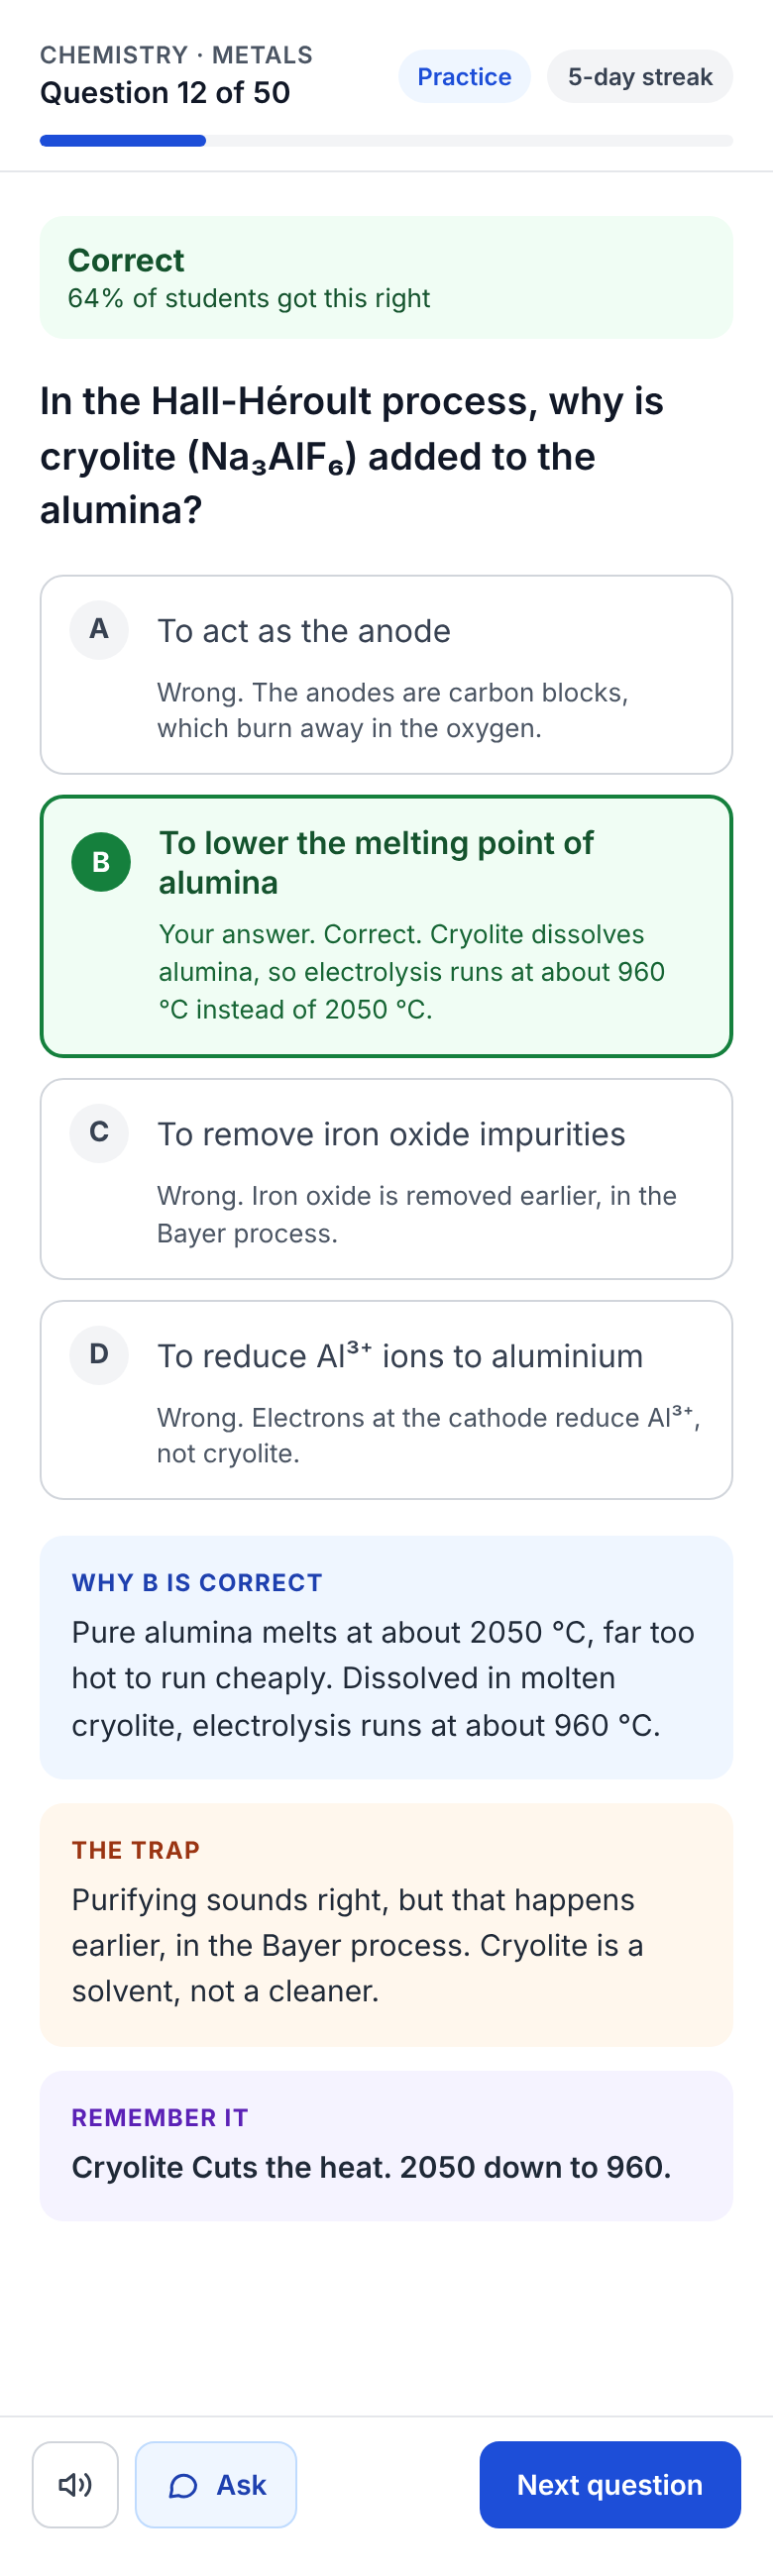 CHEMISTRY · METALS
Question 12 of 50
Practice
5-day streak
Correct
64% of students got this right
In the Hall-Héroult process, why is
cryolite (Na₃AlF₆) added to the
alumina?
A
To act as the anode
Wrong. The anodes are carbon blocks,
which burn away in the oxygen.
B
To lower the melting point of
alumina
Your answer. Correct. Cryolite dissolves
alumina, so electrolysis runs at about 960
°C instead of 2050 °C.
C
To remove iron oxide impurities
Wrong. Iron oxide is removed earlier, in the
Bayer process.
D
To reduce Al³⁺ ions to aluminium
Wrong. Electrons at the cathode reduce Al³⁺,
not cryolite.
WHY B IS CORRECT
Pure alumina melts at about 2050 °C, far too
hot to run cheaply. Dissolved in molten
cryolite, electrolysis runs at about 960 °C.
THE TRAP
Purifying sounds right, but that happens
earlier, in the Bayer process. Cryolite is a
solvent, not a cleaner.
REMEMBER IT
Cryolite Cuts the heat. 2050 down to 960.
Ask
Next question